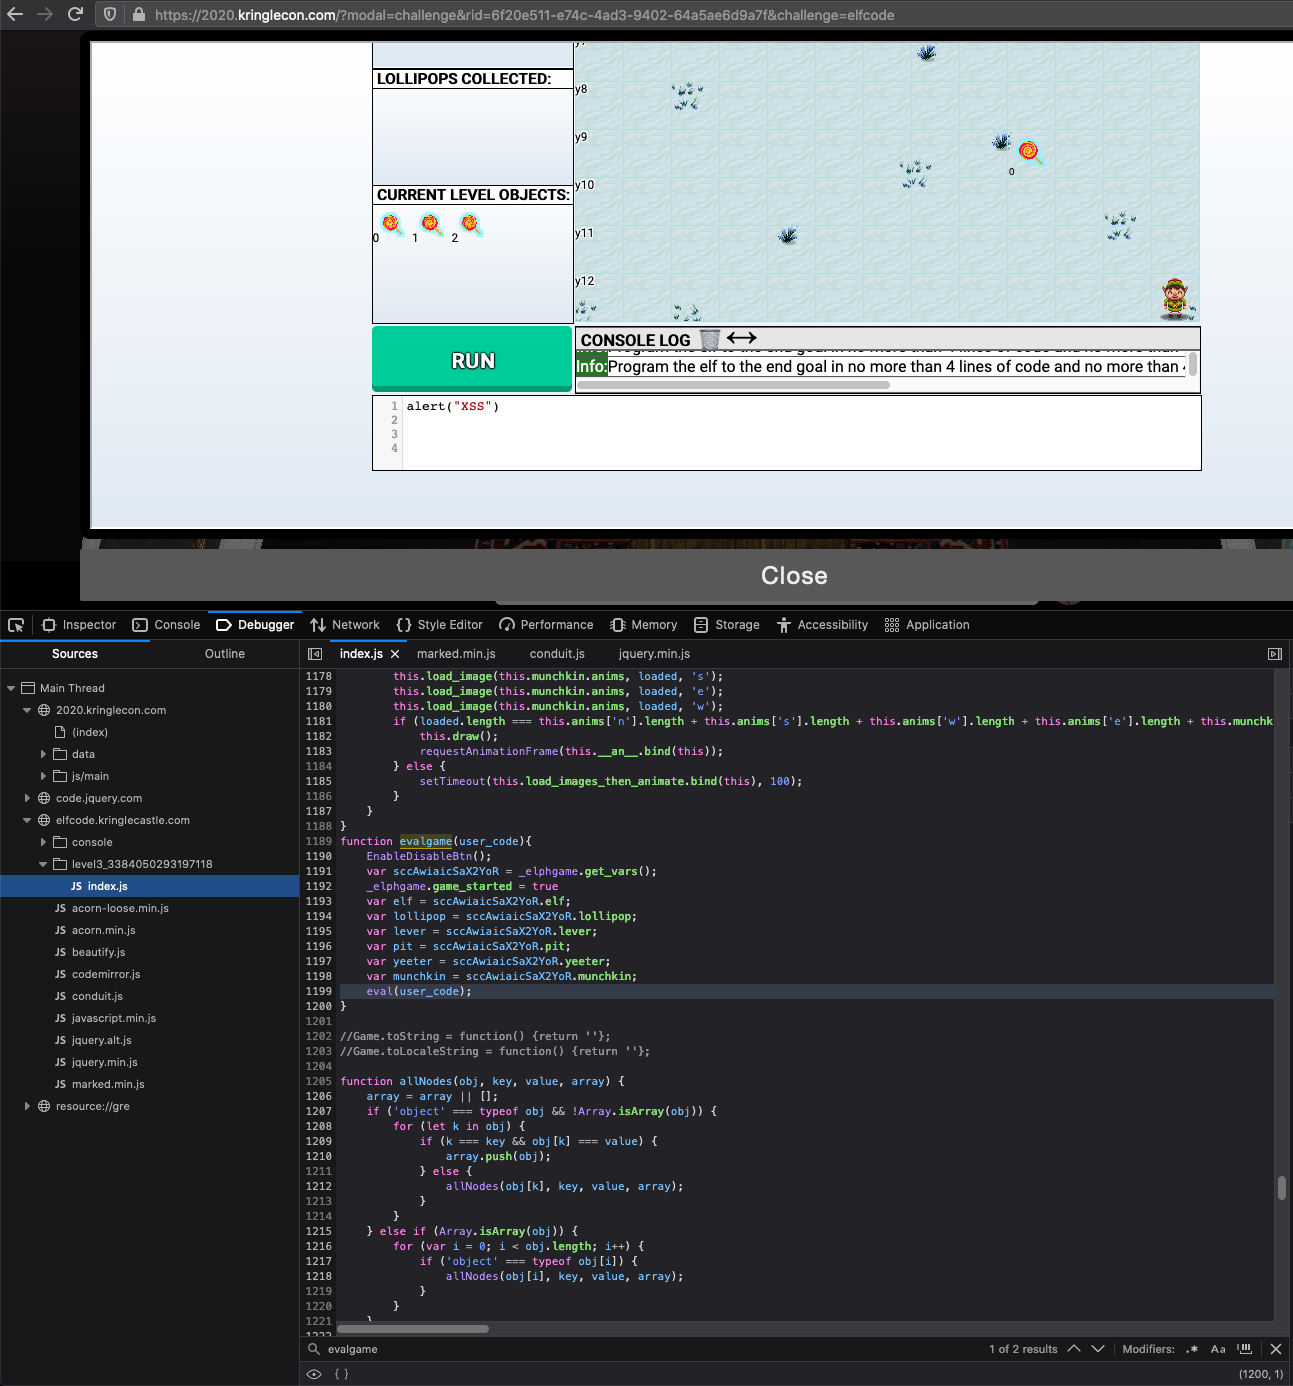 https://2020.kringlecon.com/?modal=challenge&rid=6f20e511-e74c-4ad3-9402-64a5ae6d9a7f&challenge=elfcode
LOLLIPOPS COLLECTED:
y8
y9
0
y10
CURRENT LEVEL OBJECTS:
0 1 2
y11
y12
RUN
CONSOLE LOG
Info:Program the elf to the end goal in no more than 4 lines of code and no more than
1 alert("XSS")
2
3
4
Close
Inspector Console Debugger Network Style Editor Performance Memory Storage Accessibility Application
Sources Outline
index.js marked.min.js conduit.js jquery.min.js
Main Thread
2020.kringlecon.com
(index)
data
js/main
code.jquery.com
elfcode.kringlecastle.com
console
level3_3384050293197118
JS index.js
JS acorn-loose.min.js
JS acorn.min.js
JS beautify.js
JS codemirror.js
JS conduit.js
JS javascript.min.js
JS jquery.alt.js
JS jquery.min.js
JS marked.min.js
resource://gre
1178 this.load_image(this.munchkin.anims, loaded, 's');
1179 this.load_image(this.munchkin.anims, loaded, 'e');
1180 this.load_image(this.munchkin.anims, loaded, 'w');
1181 if (loaded.length === this.anims['n'].length + this.anims['s'].length + this.anims['w'].length + this.anims['e'].length + this.munchk
1182 this.draw();
1183 requestAnimationFrame(this.__an__.bind(this));
1184 } else {
1185 setTimeout(this.load_images_then_animate.bind(this), 100);
1186 }
1187 }
1188 }
1189 function evalgame(user_code){
1190 EnableDisableBtn();
1191 var sccAwiaicSaX2YoR = _elphgame.get_vars();
1192 _elphgame.game_started = true
1193 var elf = sccAwiaicSaX2YoR.elf;
1194 var lollipop = sccAwiaicSaX2YoR.lollipop;
1195 var lever = sccAwiaicSaX2YoR.lever;
1196 var pit = sccAwiaicSaX2YoR.pit;
1197 var yeeter = sccAwiaicSaX2YoR.yeeter;
1198 var munchkin = sccAwiaicSaX2YoR.munchkin;
1199 eval(user_code);
1200 }
1201
1202 //Game.toString = function() {return ''};
1203 //Game.toLocaleString = function() {return ''};
1204
1205 function allNodes(obj, key, value, array) {
1206 array = array || [];
1207 if ('object' === typeof obj && !Array.isArray(obj)) {
1208 for (let k in obj) {
1209 if (k === key && obj[k] === value) {
1210 array.push(obj);
1211 } else {
1212 allNodes(obj[k], key, value, array);
1213 }
1214 }
1215 } else if (Array.isArray(obj)) {
1216 for (var i = 0; i < obj.length; i++) {
1217 if ('object' === typeof obj[i]) {
1218 allNodes(obj[i], key, value, array);
1219 }
1220 }
1221 }
evalgame 1 of 2 results Modifiers: .* Aa
{ } (1200, 1)